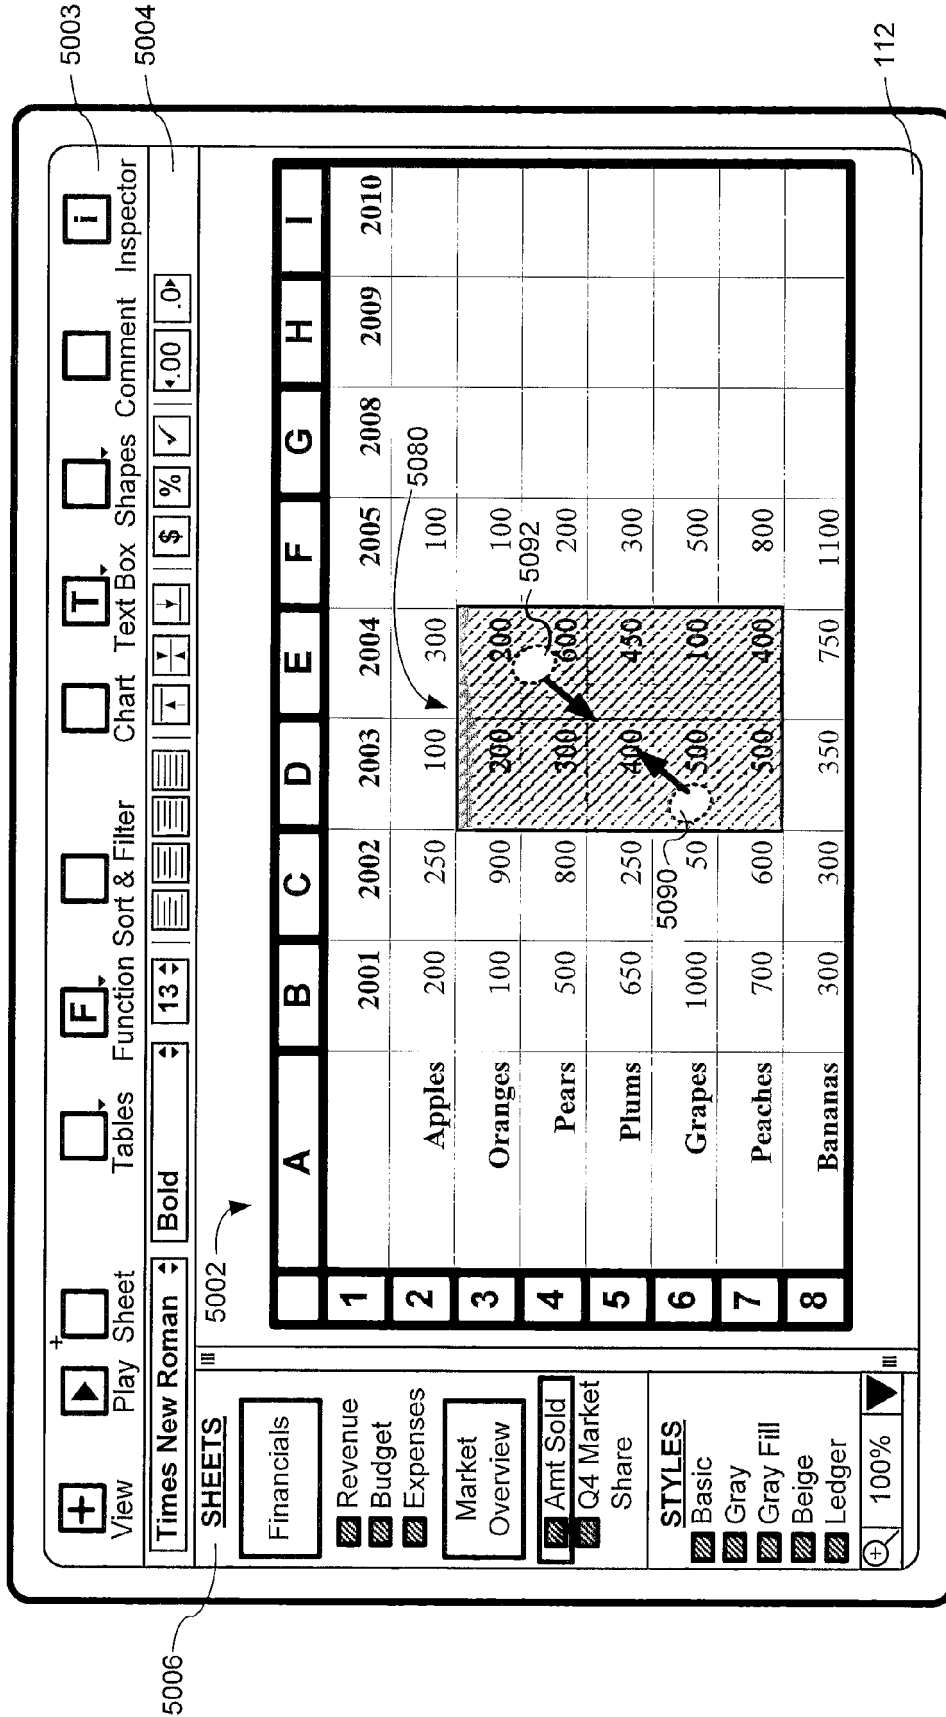 5003
5004
View Play Sheet Tables Function Sort & Filter Chart Text Box Shapes Comment Inspector
+ F T i
Times New Roman Bold 13 $ % ✓ .00 .0
5006
SHEETS
Financials
Revenue
Budget
Expenses
Market
Overview
Amt Sold
Q4 Market
Share
STYLES
Basic
Gray
Gray Fill
Beige
Ledger
100%
5002
A B C D E F G H I
1 2001 2002 2003 2004 2005 2008 2009 2010
2 Apples 200 250 100 300 100
3 Oranges 100 900 200 200 100
4 Pears 500 800 300 600 200
5 Plums 650 250 400 450 300
6 Grapes 1000 50 500 100 500
7 Peaches 700 600 500 400 800
8 Bananas 300 300 350 750 1100
5080
5092
5090
112